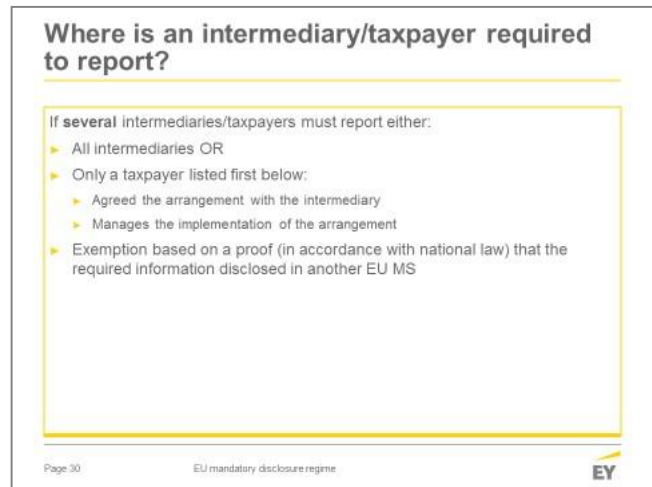 Where is an intermediary/taxpayer required
to report?
If several intermediaries/taxpayers must report either:
► All intermediaries OR
► Only a taxpayer listed first below:
► Agreed the arrangement with the intermediary
► Manages the implementation of the arrangement
► Exemption based on a proof (in accordance with national law) that the
required information disclosed in another EU MS
Page 30
EU mandatory disclosure regime
EY